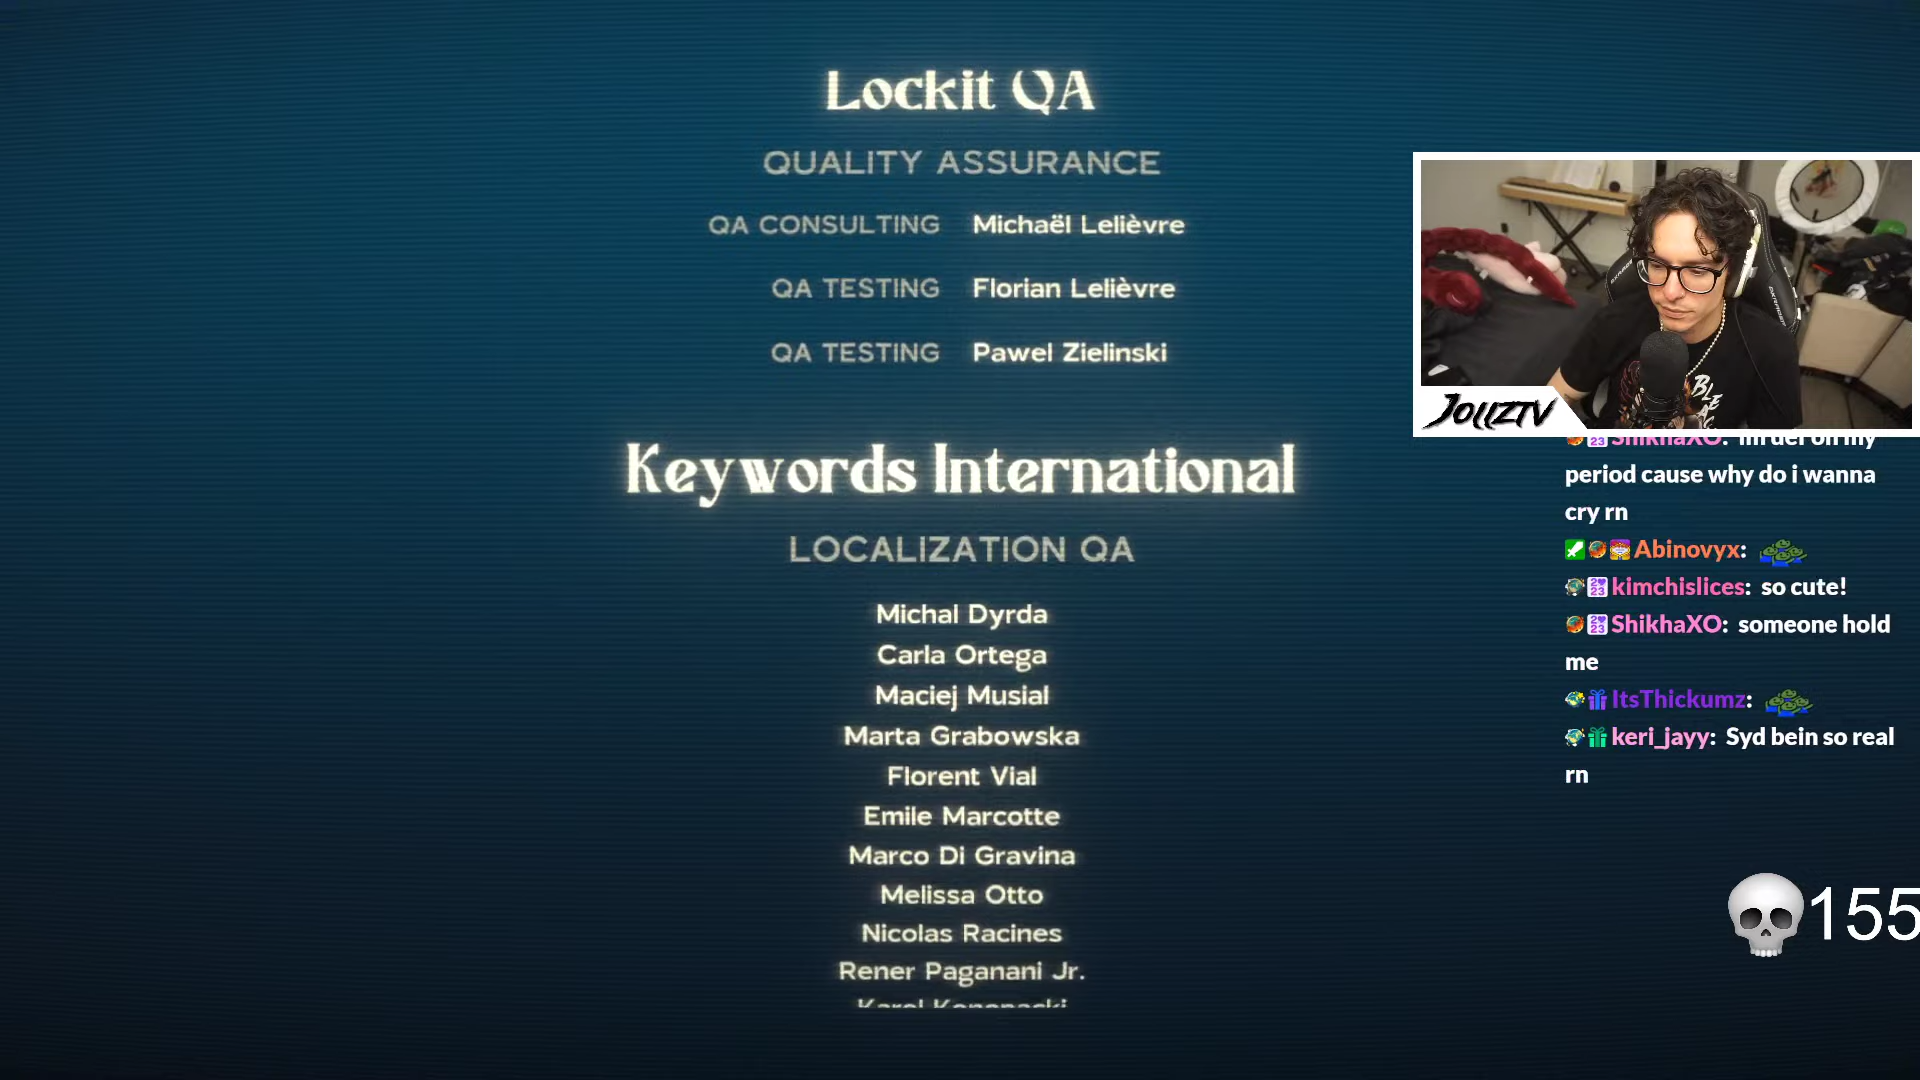 Lockit QA
QUALITY ASSURANCE
QA CONSULTING Michaël Lelièvre
QA TESTING Florian Lelièvre
QA TESTING Pawel Zielinski
Keywords International
LOCALIZATION QA
Michal Dyrda
Carla Ortega
Maciej Musial
Marta Grabowska
Florent Vial
Emile Marcotte
Marco Di Gravina
Melissa Otto
Nicolas Racines
Rener Paganani Jr.
JOLLZTV
ShikhaXO: on my
period cause why do i wanna
cry rn
Abinovyx:
kimchislices: so cute!
ShikhaXO: someone hold
me
ItsThickumz:
keri_jayy: Syd bein so real
rn
155